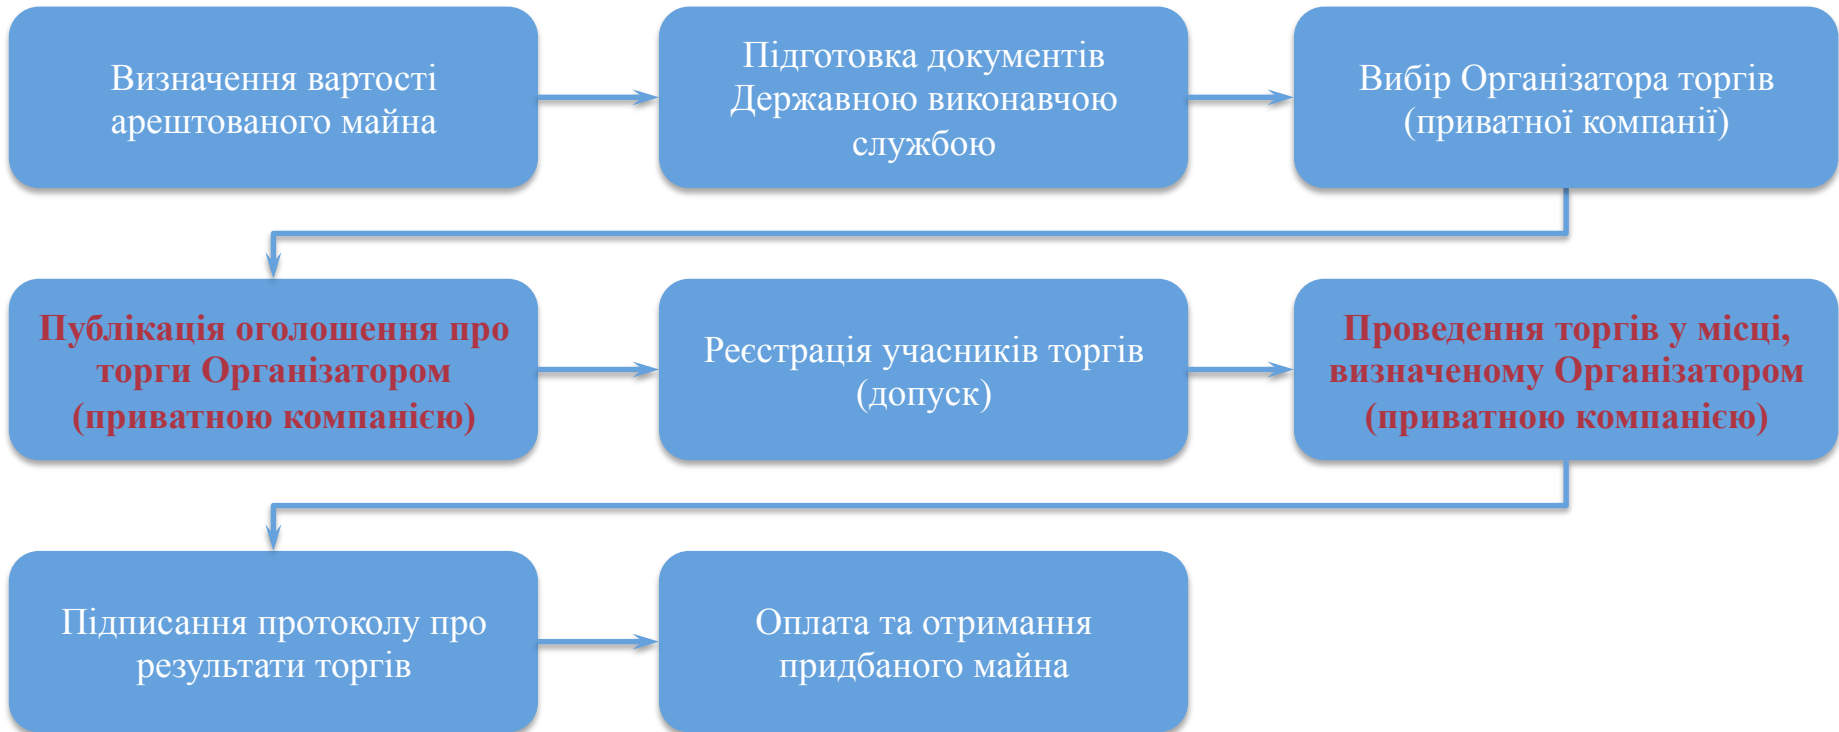 Визначення вартості
арештованого майна
Підготовка документів
Державною виконавчою
службою
Вибір Організатора торгів
(приватної компанії)
Публікація оголошення про
торги Організатором
(приватною компанією)
Реєстрація учасників торгів
(допуск)
Проведення торгів у місці,
визначеному Організатором
(приватною компанією)
Підписання протоколу про
результати торгів
Оплата та отримання
придбаного майна